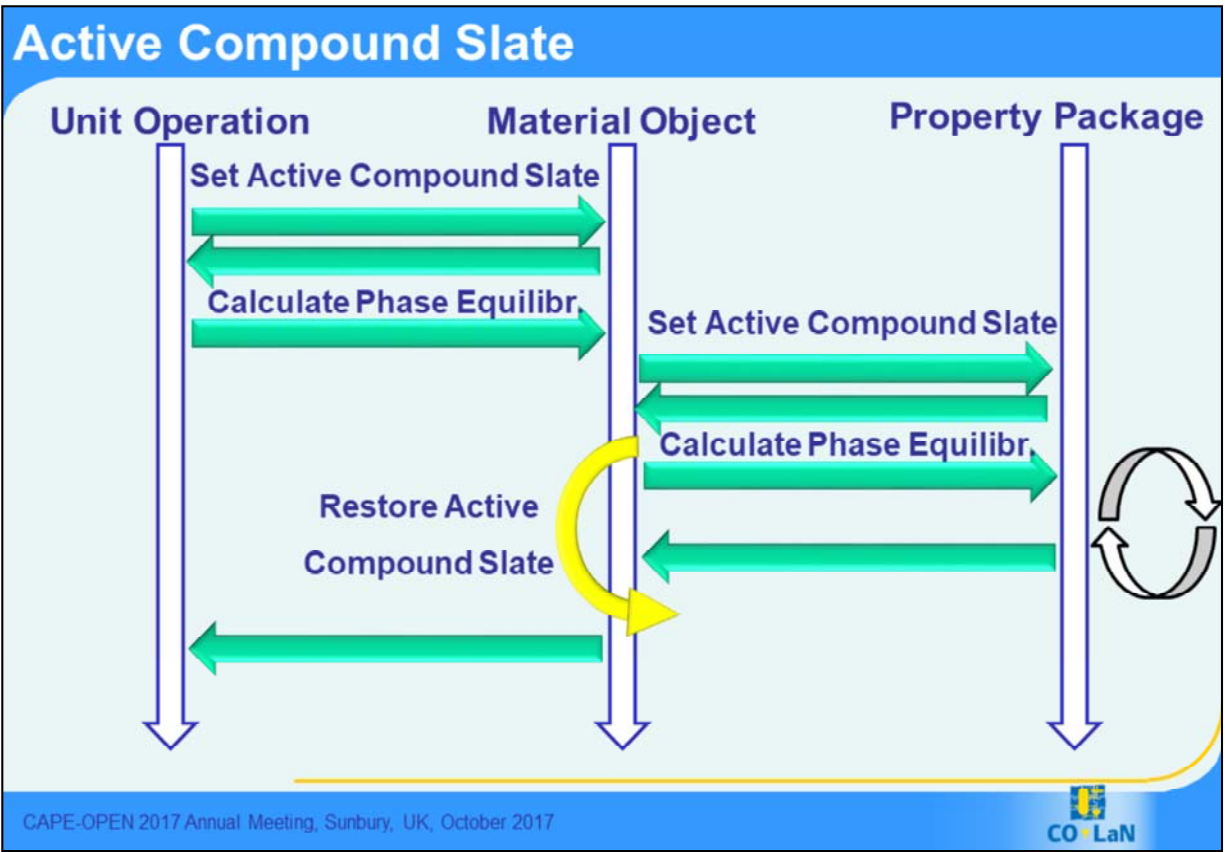 Active Compound Slate
Unit Operation
Material Object
Property Package
Set Active Compound Slate
Calculate Phase Equilibr.
Set Active Compound Slate
Calculate Phase Equilibr.
Restore Active
Compound Slate
CAPE-OPEN 2017 Annual Meeting, Sunbury, UK, October 2017
CO LaN